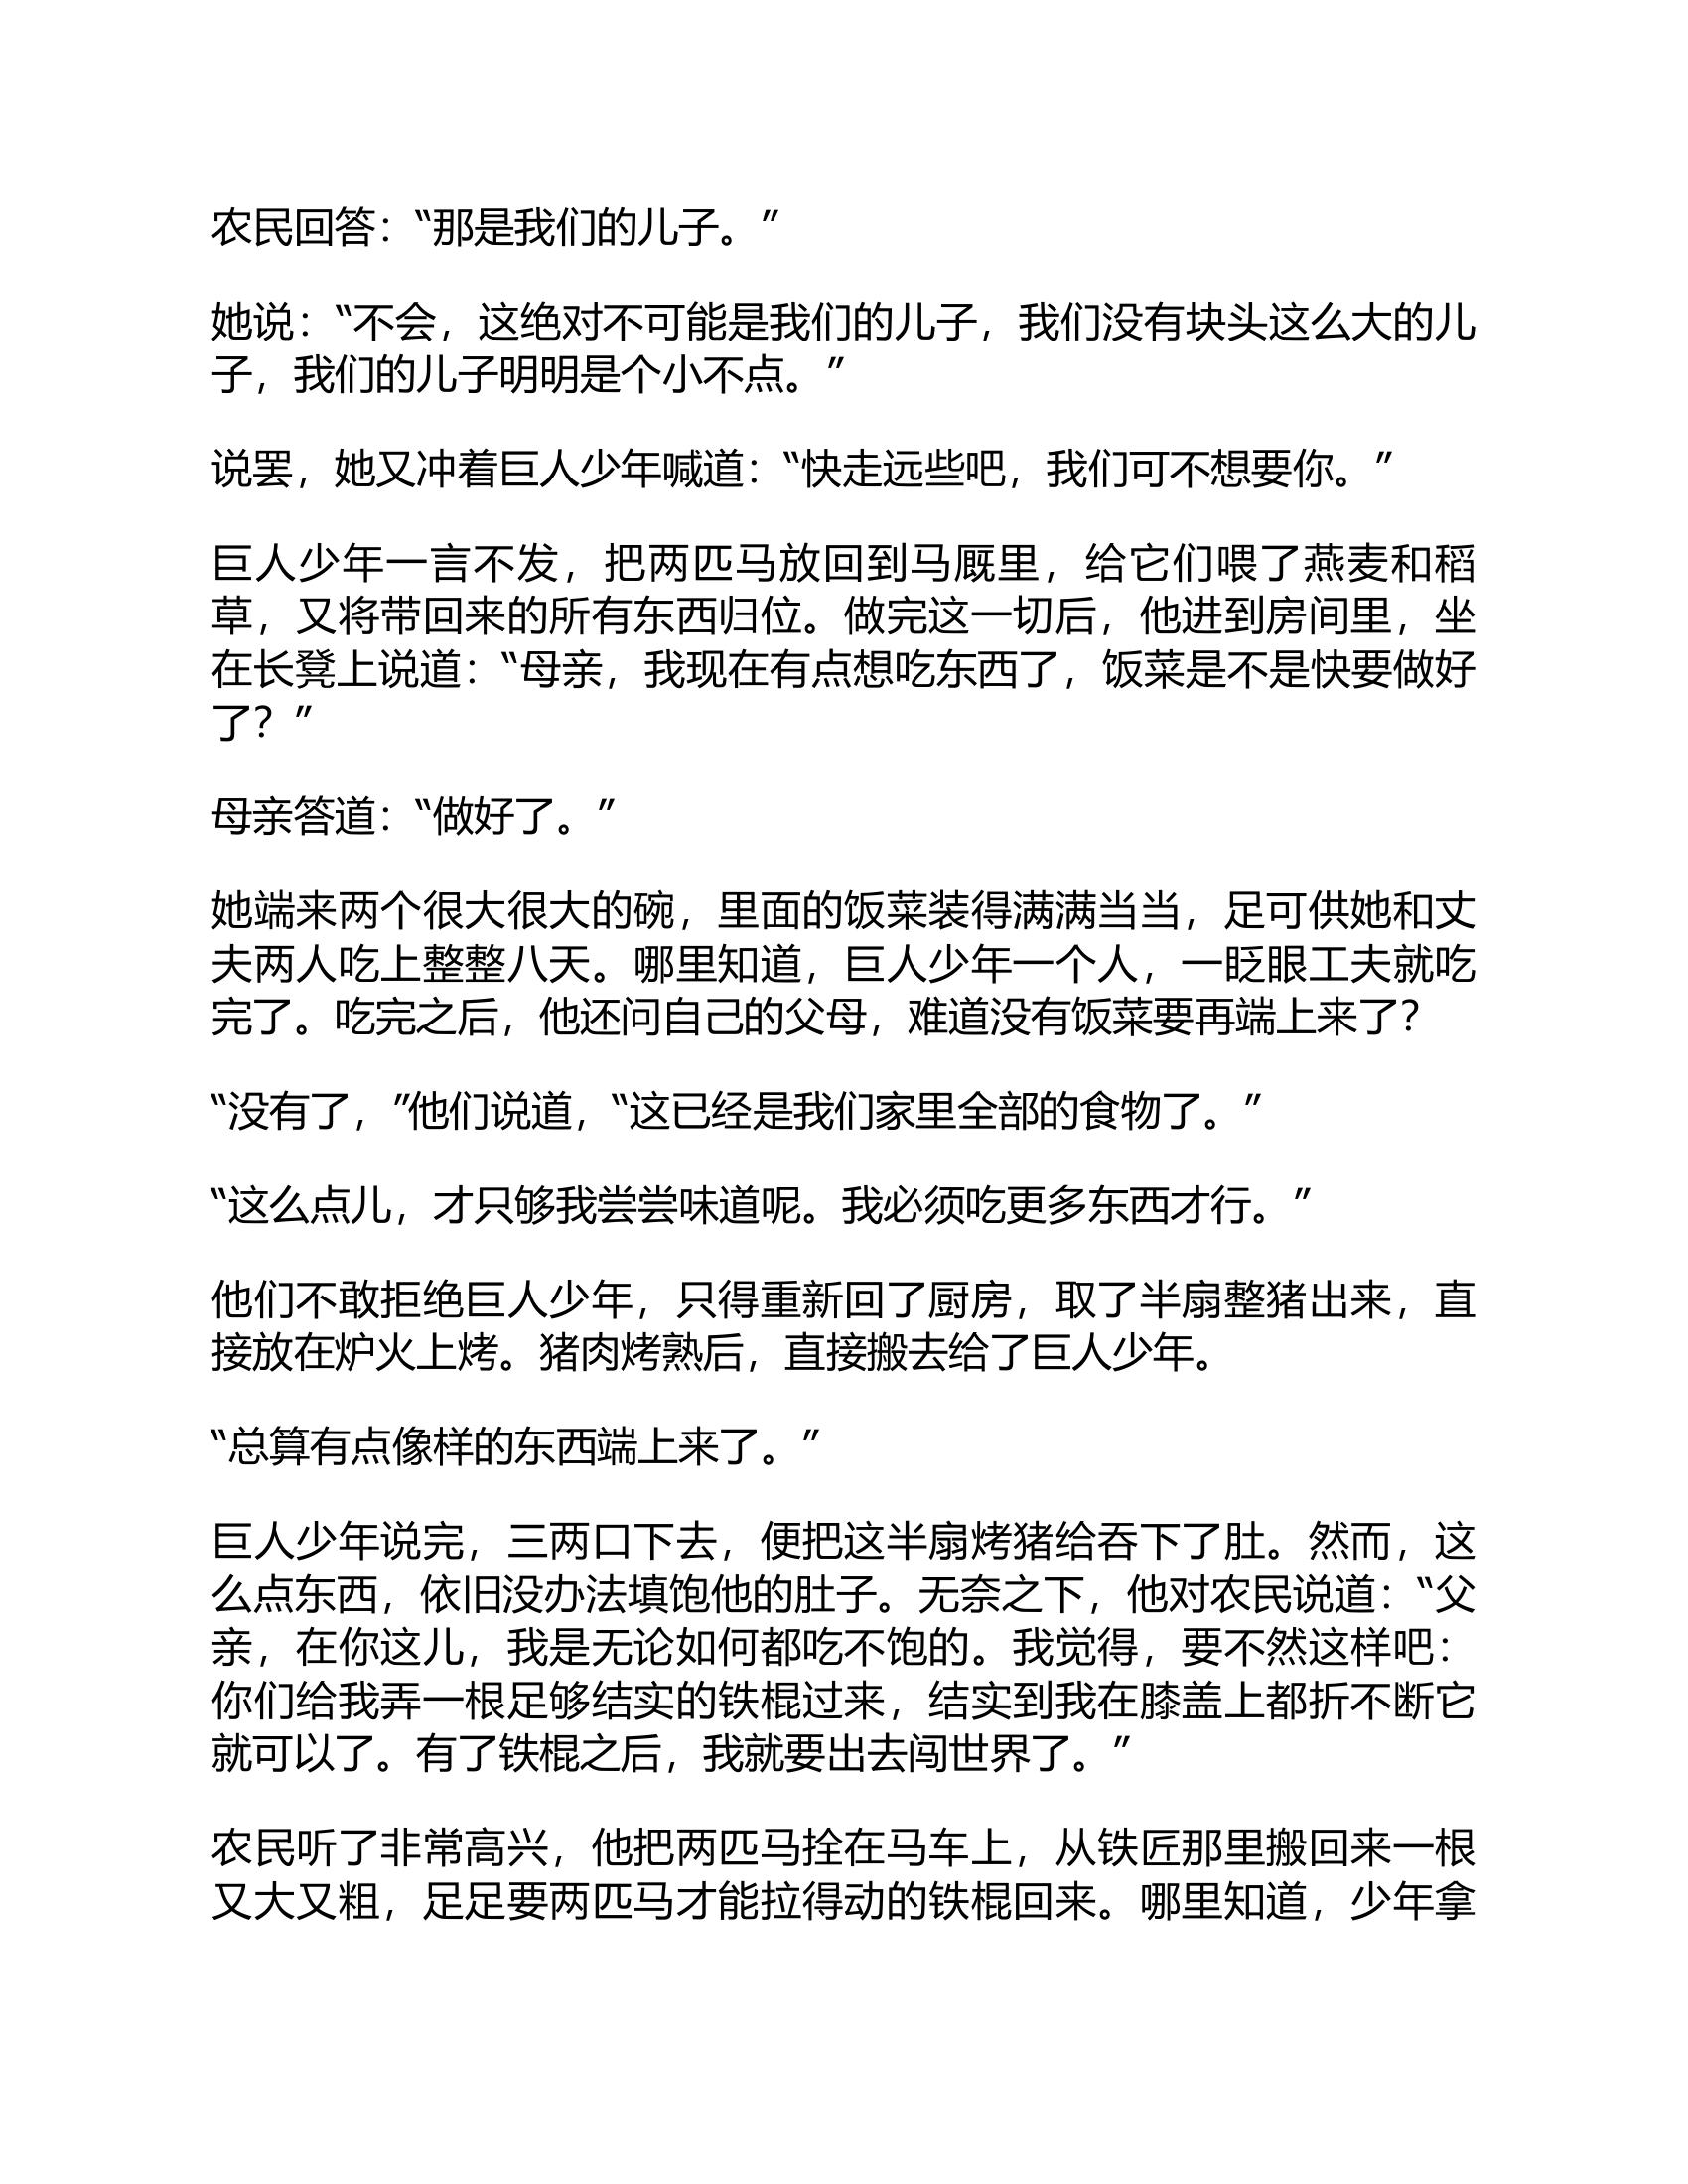 农民回答：“那是我们的儿子。”
她说：“不会，这绝对不可能是我们的儿子，我们没有块头这么大的儿
子，我们的儿子明明是个小不点。”
说罢，她又冲着巨人少年喊道：“快走远些吧，我们可不想要你。”
巨人少年一言不发，把两匹马放回到马厩里，给它们喂了燕麦和稻
草，又将带回来的所有东西归位。做完这一切后，他进到房间里，坐
在长凳上说道：“母亲，我现在有点想吃东西了，饭菜是不是快要做好
了？”
母亲答道：“做好了。”
她端来两个很大很大的碗，里面的饭菜装得满满当当，足可供她和丈
夫两人吃上整整八天。哪里知道，巨人少年一个人，一眨眼工夫就吃
完了。吃完之后，他还问自己的父母，难道没有饭菜要再端上来了？
“没有了，”他们说道，“这已经是我们家里全部的食物了。”
“这么点儿，才只够我尝尝味道呢。我必须吃更多东西才行。”
他们不敢拒绝巨人少年，只得重新回了厨房，取了半扇整猪出来，直
接放在炉火上烤。猪肉烤熟后，直接搬去给了巨人少年。
“总算有点像样的东西端上来了。”
巨人少年说完，三两口下去，便把这半扇烤猪给吞下了肚。然而，这
么点东西，依旧没办法填饱他的肚子。无奈之下，他对农民说道：“父
亲，在你这儿，我是无论如何都吃不饱的。我觉得，要不然这样吧：
你们给我弄一根足够结实的铁棍过来，结实到我在膝盖上都折不断它
就可以了。有了铁棍之后，我就要出去闯世界了。”
农民听了非常高兴，他把两匹马拴在马车上，从铁匠那里搬回来一根
又大又粗，足足要两匹马才能拉得动的铁棍回来。哪里知道，少年拿